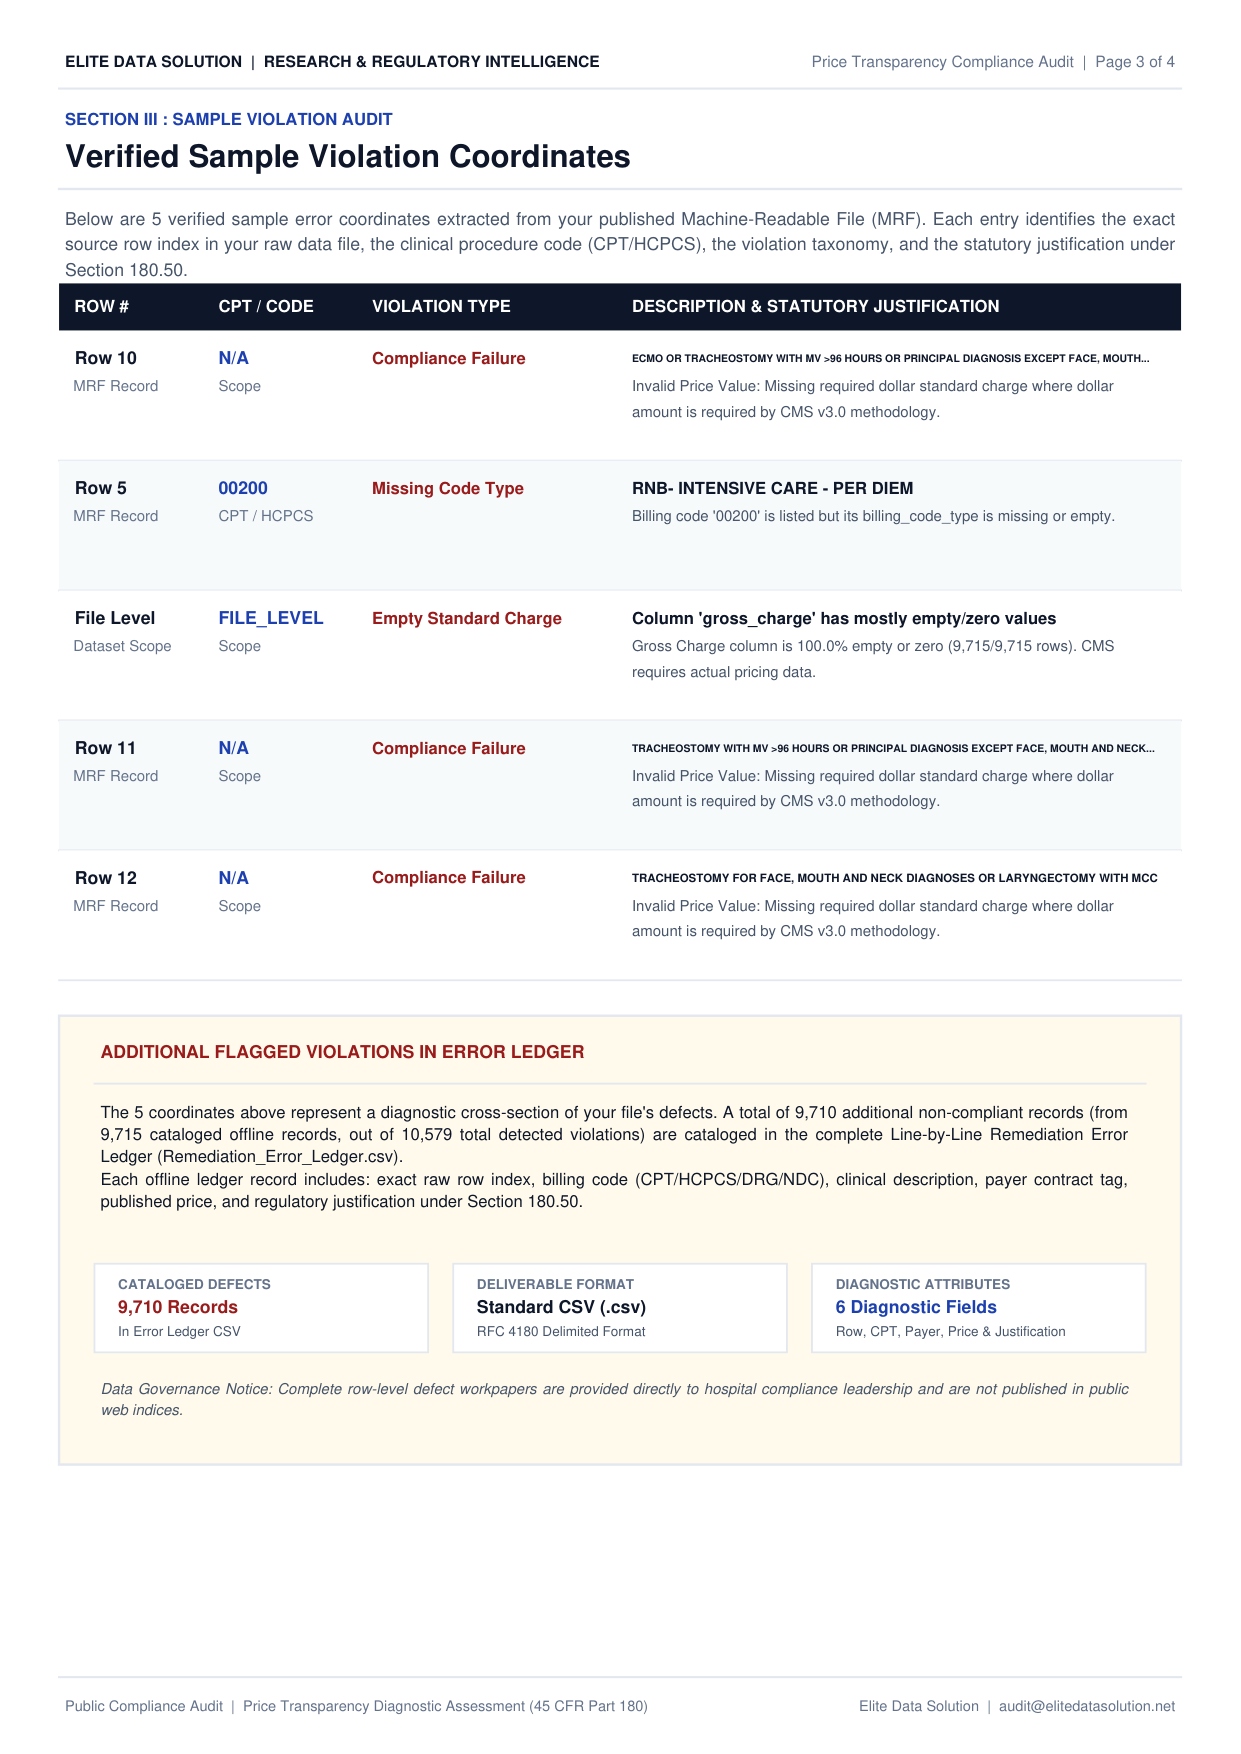 ELITE DATA SOLUTION | RESEARCH & REGULATORY INTELLIGENCE
Price Transparency Compliance Audit | Page 3 of 4
SECTION III : SAMPLE VIOLATION AUDIT
Verified Sample Violation Coordinates
Below are 5 verified sample error coordinates extracted from your published Machine-Readable File (MRF). Each entry identifies the exact
source row index in your raw data file, the clinical procedure code (CPT/HCPCS), the violation taxonomy, and the statutory justification under
Section 180.50.
ROW # CPT / CODE VIOLATION TYPE DESCRIPTION & STATUTORY JUSTIFICATION
Row 10 N/A Compliance Failure ECMO OR TRACHEOSTOMY WITH MV >96 HOURS OR PRINCIPAL DIAGNOSIS EXCEPT FACE, MOUTH...
MRF Record Scope Invalid Price Value: Missing required dollar standard charge where dollar
amount is required by CMS v3.0 methodology.
Row 5 00200 Missing Code Type RNB- INTENSIVE CARE - PER DIEM
MRF Record CPT / HCPCS Billing code '00200' is listed but its billing_code_type is missing or empty.
File Level FILE_LEVEL Empty Standard Charge Column 'gross_charge' has mostly empty/zero values
Dataset Scope Scope Gross Charge column is 100.0% empty or zero (9,715/9,715 rows). CMS
requires actual pricing data.
Row 11 N/A Compliance Failure TRACHEOSTOMY WITH MV >96 HOURS OR PRINCIPAL DIAGNOSIS EXCEPT FACE, MOUTH AND NECK...
MRF Record Scope Invalid Price Value: Missing required dollar standard charge where dollar
amount is required by CMS v3.0 methodology.
Row 12 N/A Compliance Failure TRACHEOSTOMY FOR FACE, MOUTH AND NECK DIAGNOSES OR LARYNGECTOMY WITH MCC
MRF Record Scope Invalid Price Value: Missing required dollar standard charge where dollar
amount is required by CMS v3.0 methodology.
ADDITIONAL FLAGGED VIOLATIONS IN ERROR LEDGER
The 5 coordinates above represent a diagnostic cross-section of your file's defects. A total of 9,710 additional non-compliant records (from
9,715 cataloged offline records, out of 10,579 total detected violations) are cataloged in the complete Line-by-Line Remediation Error
Ledger (Remediation_Error_Ledger.csv).
Each offline ledger record includes: exact raw row index, billing code (CPT/HCPCS/DRG/NDC), clinical description, payer contract tag,
published price, and regulatory justification under Section 180.50.
CATALOGED DEFECTS
9,710 Records
In Error Ledger CSV
DELIVERABLE FORMAT
Standard CSV (.csv)
RFC 4180 Delimited Format
DIAGNOSTIC ATTRIBUTES
6 Diagnostic Fields
Row, CPT, Payer, Price & Justification
Data Governance Notice: Complete row-level defect workpapers are provided directly to hospital compliance leadership and are not published in public
web indices.
Public Compliance Audit | Price Transparency Diagnostic Assessment (45 CFR Part 180)
Elite Data Solution | audit@elitedatasolution.net